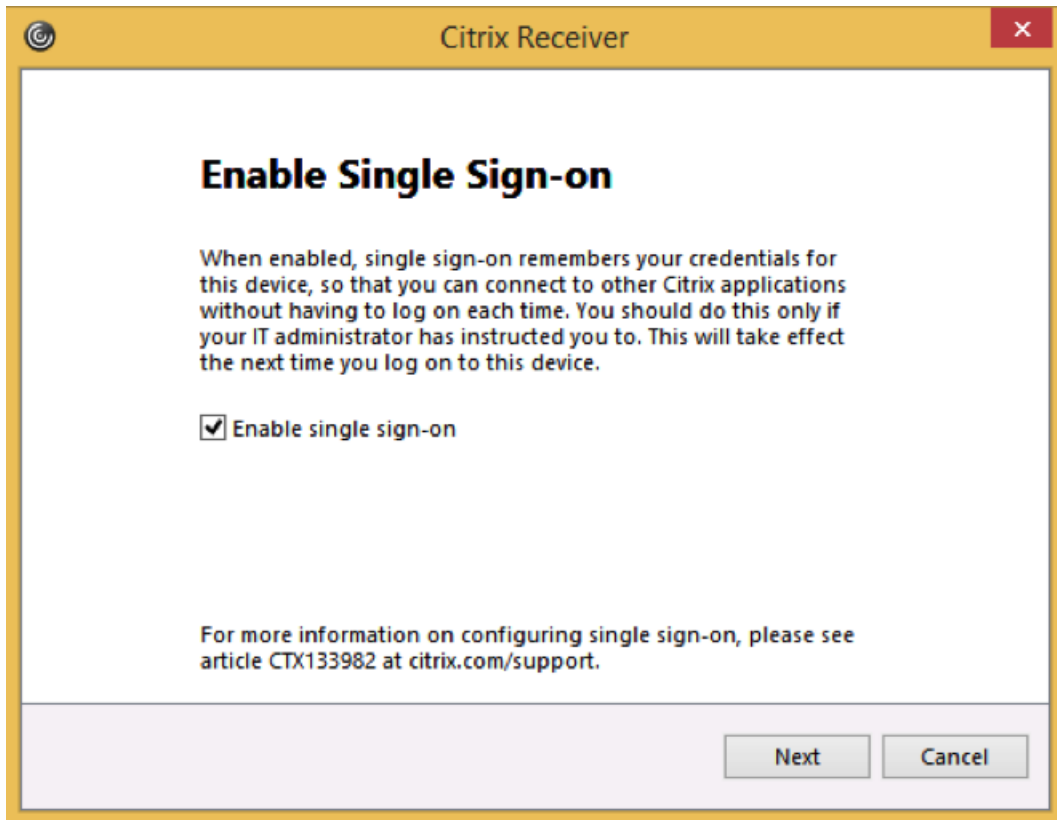 Citrix Receiver
Enable Single Sign-on
When enabled, single sign-on remembers your credentials for
this device, so that you can connect to other Citrix applications
without having to log on each time. You should do this only if
your IT administrator has instructed you to. This will take effect
the next time you log on to this device.
Enable single sign-on
For more information on configuring single sign-on, please see
article CTX133982 at citrix.com/support.
Next
Cancel